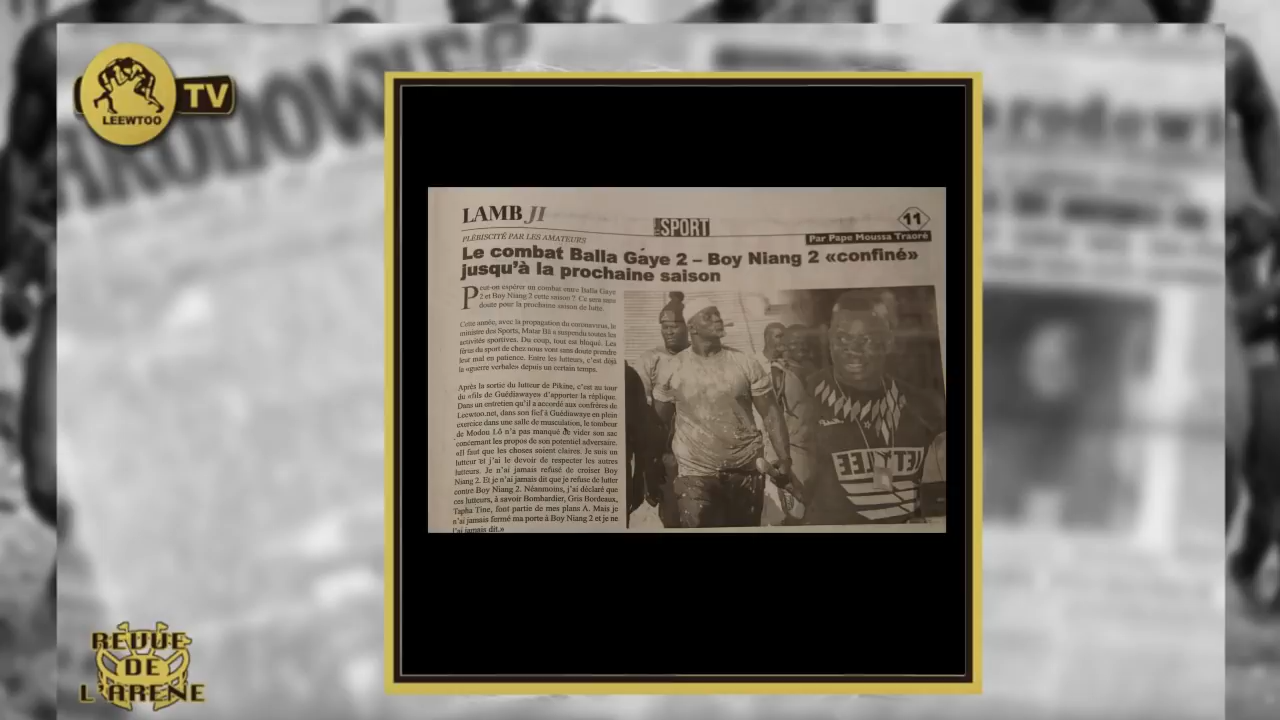 LEEWTOO
TV
LAMB JI
SPORT
11
PLÉBISCITÉ PAR LES AMATEURS
Par Pape Moussa Traoré
Le combat Balla Gaye 2 – Boy Niang 2 «confiné»
jusqu'à la prochaine saison
Peut-on espérer un combat entre Balla Gaye
2 et Boy Niang 2 cette saison ? Ce sera sans
doute pour la prochaine saison de lutte.
Cette année, avec la propagation du coronavirus, le
ministre des Sports, Matar Bâ a suspendu toutes les
activités sportives. Du coup, tout est bloqué. Les
férus du sport de chez nous vont sans doute prendre
leur mal en patience. Entre les lutteurs, c'est déjà
la «guerre verbale» depuis un certain temps.
Après la sortie du lutteur de Pikine, c'est au tour
du «fils de Guédiawaye» d'apporter la réplique.
Dans un entretien qu'il a accordé aux confrères de
Leewtoo.net, dans son fief à Guédiawaye en plein
exercice dans une salle de musculation, le tombeur
de Modou Lô n'a pas manqué de vider son sac
concernant les propos de son potentiel adversaire.
«Il faut que les choses soient claires. Je suis un
lutteur et j'ai le devoir de respecter les autres
lutteurs. Je n'ai jamais refusé de croiser Boy
Niang 2. Et je n'ai jamais dit que je refuse de lutter
contre Boy Niang 2. Néanmoins, j'ai déclaré que
ces lutteurs, à savoir Bombardier, Gris Bordeaux,
Tapha Tine, font partie de mes plans A. Mais je
n'ai jamais fermé ma porte à Boy Niang 2 et je ne
l'ai jamais dit.»
REVUE
DE
L'ARENE